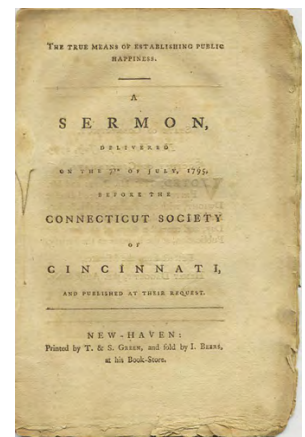 THE TRUE MEANS OF ESTABLISHING PUBLIC
HAPPINESS.
A
SERMON,
DELIVERED
ON THE 7TH OF JULY, 1795,
BEFORE THE
CONNECTICUT SOCIETY
OF
CINCINNATI,
AND PUBLISHED AT THEIR REQUEST.
NEW-HAVEN:
Printed by T. & S. GREEN, and sold by I. BEERS,
at his Book-Store.